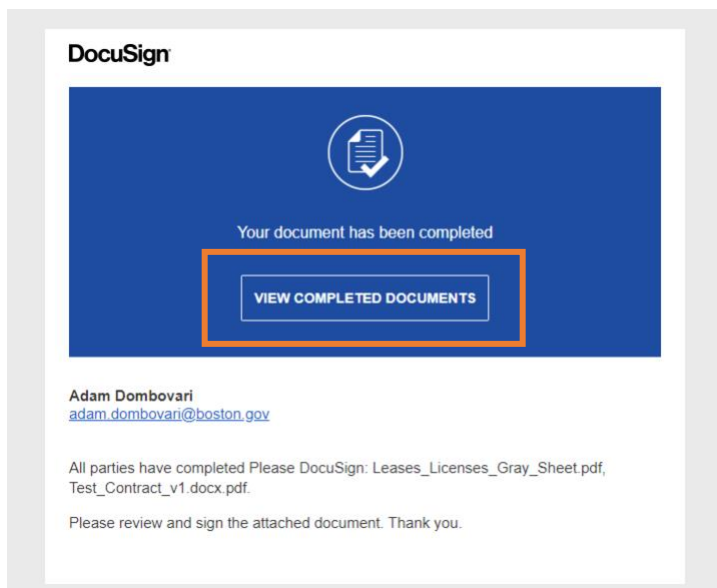 DocuSign
Your document has been completed
VIEW COMPLETED DOCUMENTS
Adam Dombovari
adam.dombovari@boston.gov
All parties have completed Please DocuSign: Leases_Licenses_Gray_Sheet.pdf,
Test_Contract_v1.docx.pdf.
Please review and sign the attached document. Thank you.